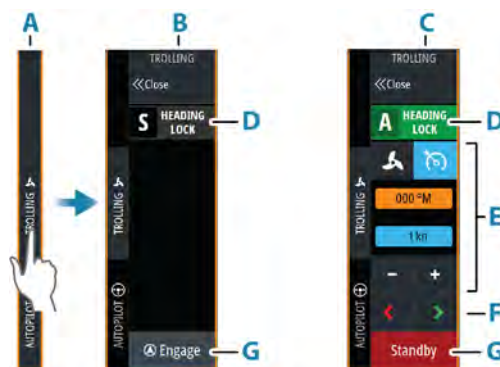 A
B
C
TROLLING
AUTOPILOT
TROLLING
«Close
S HEADING LOCK
D
TROLLING
AUTOPILOT
A Engage
G
TROLLING
«Close
A HEADING LOCK
D
TROLLING
000 °M
E
1 kn
- +
AUTOPILOT
< >
F
Standby
G